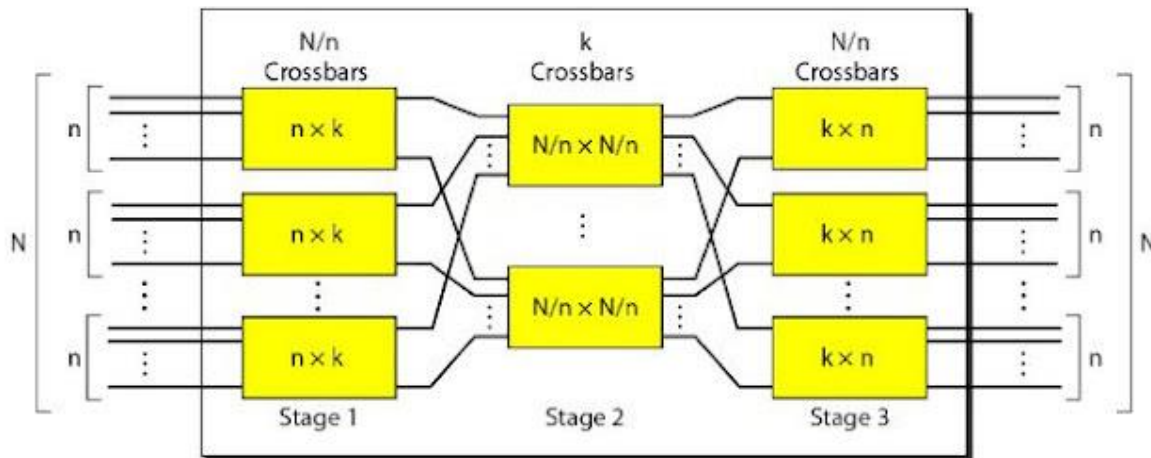 N/n
Crossbars
k
Crossbars
N/n
Crossbars
n
n × k
N/n × N/n
k × n
n
N
n
n × k
k × n
n
N
N/n × N/n
n
n × k
k × n
n
Stage 1
Stage 2
Stage 3